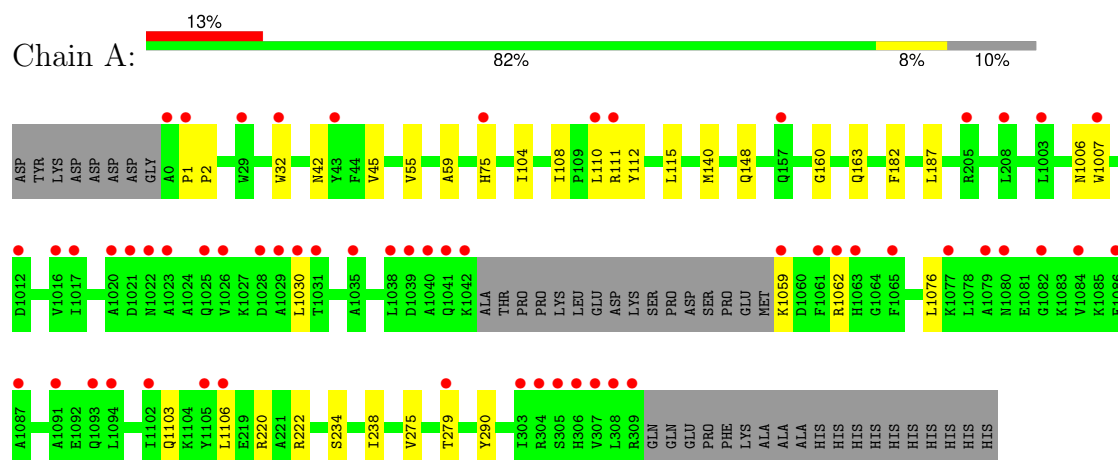 13%
Chain A:
82% 8% 10%
ASP TYR LYS ASP ASP ASP ASP GLY A0 P1 P2 W29 W32 N42 Y43 F44 V45 V55 A59 H75 I104 I108 P109 L110 R111 Y112 L115 M140 Q148 Q157 G160 Q163 F182 L187 R205 L208 L1003 N1006 W1007
D1012 V1016 I1017 A1020 D1021 N1022 A1023 A1024 Q1025 V1026 K1027 D1028 A1029 L1030 T1031 A1035 L1038 D1039 A1040 Q1041 K1042 ALA THR PRO PRO LYS LEU GLU ASP LYS SER PRO ASP SER PRO GLU MET K1059 D1060 F1061 R1062 H1063 G1064 F1065 L1076 K1077 L1078 A1079 N1080 E1081 G1082 K1083 V1084 K1085 E1086
A1087 A1091 E1092 Q1093 L1094 I1102 Q1103 K1104 Y1105 L1106 E219 R220 A221 R222 S234 I238 V275 T279 Y290 I303 R304 S305 H306 V307 L308 R309 GLN GLN GLU PRO PHE LYS ALA ALA ALA HIS HIS HIS HIS HIS HIS HIS HIS HIS HIS